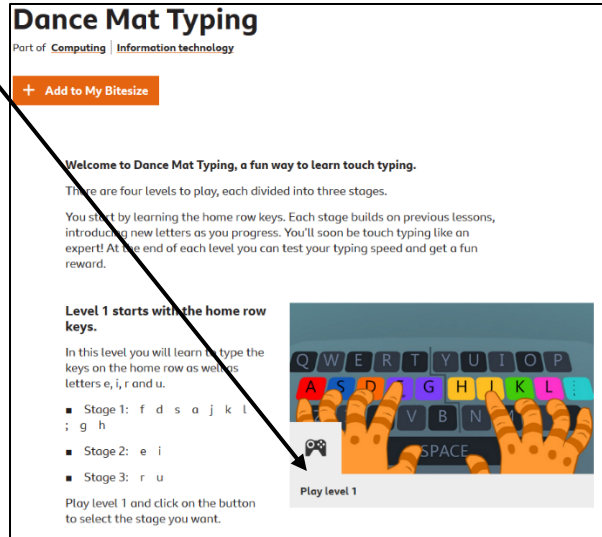 Dance Mat Typing
Part of Computing | Information technology
+ Add to My Bitesize
Welcome to Dance Mat Typing, a fun way to learn touch typing.
There are four levels to play, each divided into three stages.
You start by learning the home row keys. Each stage builds on previous lessons,
introducing new letters as you progress. You'll soon be touch typing like an
expert! At the end of each level you can test your typing speed and get a fun
reward.
Level 1 starts with the home row
keys.
In this level you will learn to type the
keys on the home row as well as
letters e, i, r and u.
■ Stage 1: f d s a j k l
; g h
■ Stage 2: e i
■ Stage 3: r u
Play level 1 and click on the button
to select the stage you want.
Q W E R T Y U I O P
A S D G H K L ;
V B N
SPACE
Play level 1